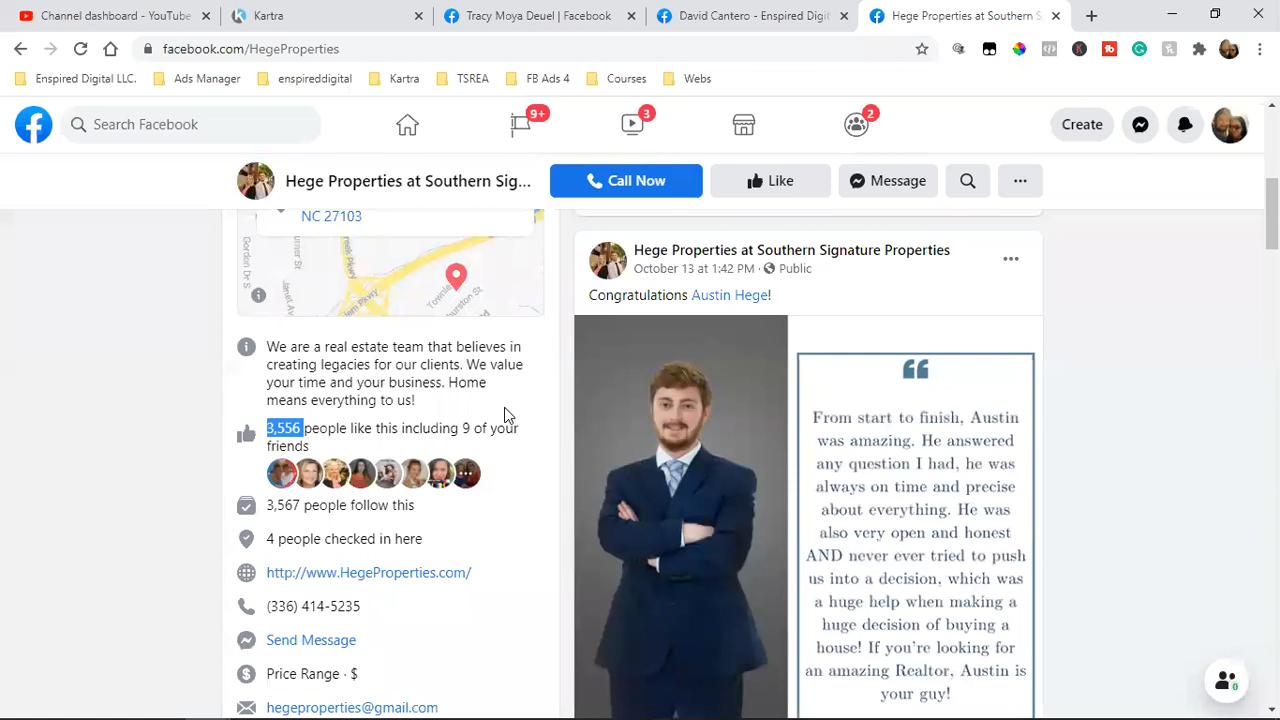 Channel dashboard - YouTube
Kartra
Tracy Moya Deuel | Facebook
David Cantero - Enspired Digit
Hege Properties at Southern S
facebook.com/HegeProperties
Enspired Digital LLC.
Ads Manager
enspireddigital
Kartra
TSREA
FB Ads 4
Courses
Webs
Search Facebook
9+
3
2
Create
Hege Properties at Southern Sig...
Call Now
Like
Message
NC 27103
We are a real estate team that believes in
creating legacies for our clients. We value
your time and your business. Home
means everything to us!
3,556 people like this including 9 of your
friends
3,567 people follow this
4 people checked in here
http://www.HegeProperties.com/
(336) 414-5235
Send Message
Price Range · $
hegeproperties@gmail.com
Hege Properties at Southern Signature Properties
October 13 at 1:42 PM · Public
Congratulations Austin Hege!
From start to finish, Austin
was amazing. He answered
any question I had, he was
always on time and precise
about everything. He was
also very open and honest
AND never ever tried to push
us into a decision, which was
a huge help when making a
huge decision of buying a
house! If you're looking for
an amazing Realtor, Austin is
your guy!
0